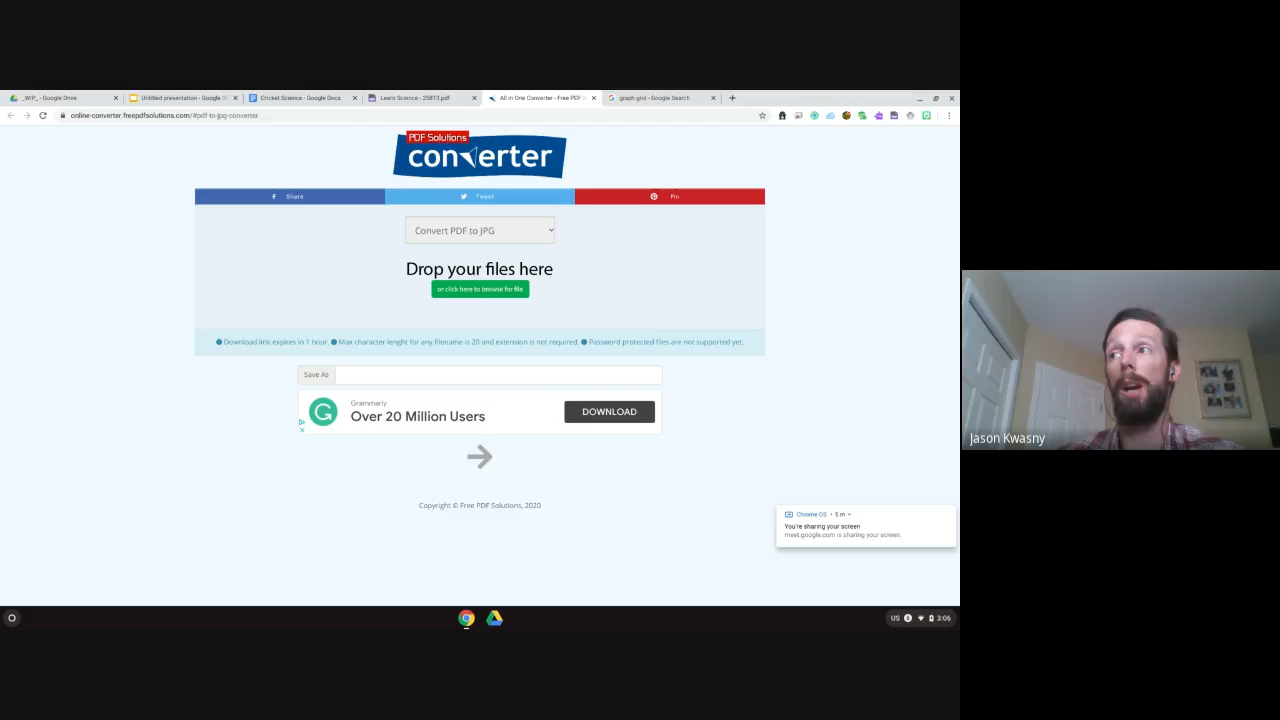 _WIP_ - Google Drive
Untitled presentation - Google
Cricket Science - Google Docs
Learn Science - 25813.pdf
All in One Converter - Free PDF
graph grid - Google Search
online-converter.freepdfsolutions.com/#pdf-to-jpg-converter
PDF Solutions
converter
Share
Tweet
Pin
Convert PDF to JPG
Drop your files here
or click here to browse for file
Download link expires in 1 hour. Max character lenght for any filename is 20 and extension is not required. Password protected files are not supported yet.
Save As
Grammarly
Over 20 Million Users
DOWNLOAD
Jason Kwasny
Copyright © Free PDF Solutions, 2020
Chrome OS • 5 m
You're sharing your screen
meet.google.com is sharing your screen.
US
3:06